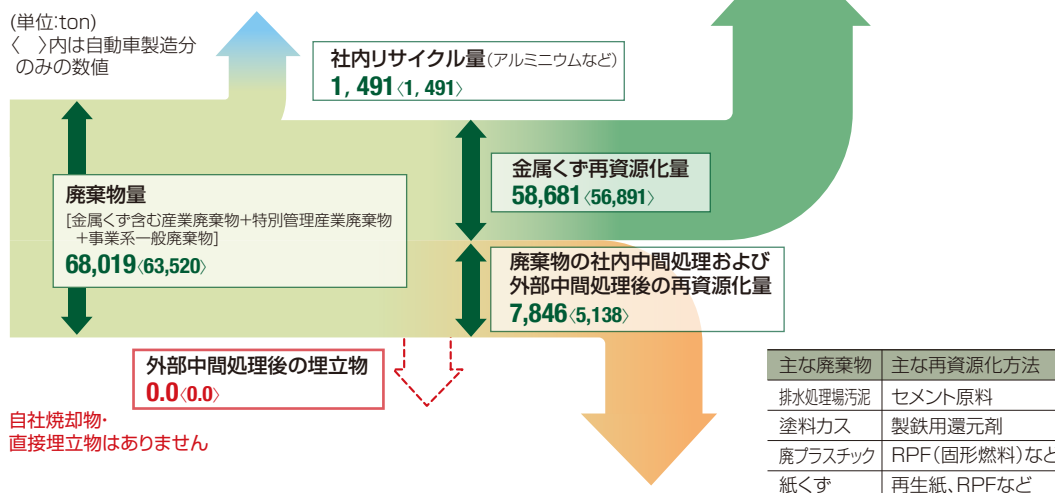 (単位:ton)
〈　〉内は自動車製造分
のみの数値
社内リサイクル量(アルミニウムなど)
1,491〈1,491〉
金属くず再資源化量
58,681〈56,891〉
廃棄物量
[金属くず含む産業廃棄物+特別管理産業廃棄物
+事業系一般廃棄物]
68,019〈63,520〉
廃棄物の社内中間処理および
外部中間処理後の再資源化量
7,846〈5,138〉
外部中間処理後の埋立物
0.0〈0.0〉
自社焼却物・
直接埋立物はありません
主な廃棄物 主な再資源化方法
排水処理場汚泥 セメント原料
塗料カス 製鉄用還元剤
廃プラスチック RPF(固形燃料)など
紙くず 再生紙、RPFなど